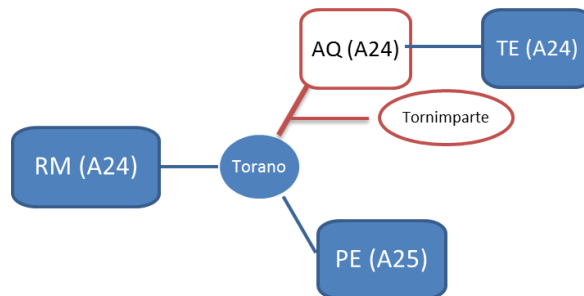 AQ (A24)
TE (A24)
Tornimparte
RM (A24)
Torano
PE (A25)